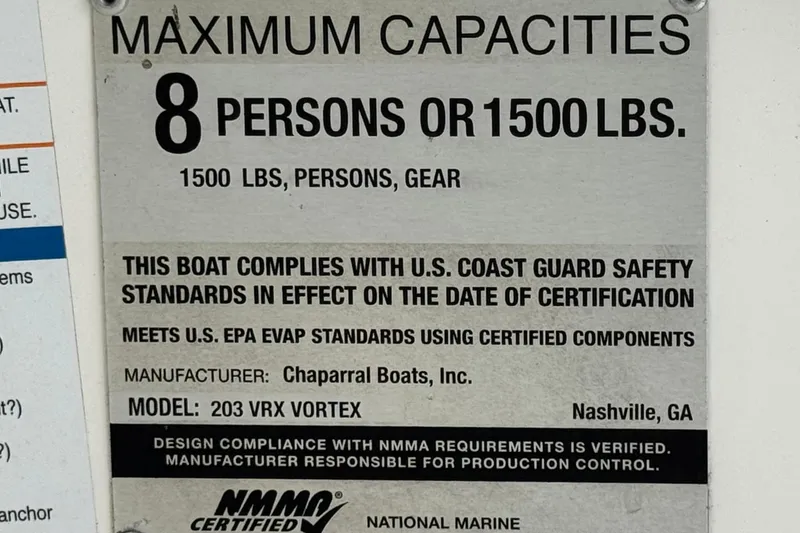 MAXIMUM CAPACITIES
8 PERSONS OR 1500 LBS.
1500 LBS, PERSONS, GEAR
THIS BOAT COMPLIES WITH U.S. COAST GUARD SAFETY
STANDARDS IN EFFECT ON THE DATE OF CERTIFICATION
MEETS U.S. EPA EVAP STANDARDS USING CERTIFIED COMPONENTS
MANUFACTURER: Chaparral Boats, Inc.
MODEL: 203 VRX VORTEX Nashville, GA
DESIGN COMPLIANCE WITH NMMA REQUIREMENTS IS VERIFIED.
MANUFACTURER RESPONSIBLE FOR PRODUCTION CONTROL.
NMMA®
CERTIFIED
NATIONAL MARINE
AT.
ILE
USE.
ems
)
t?)
?)
anchor